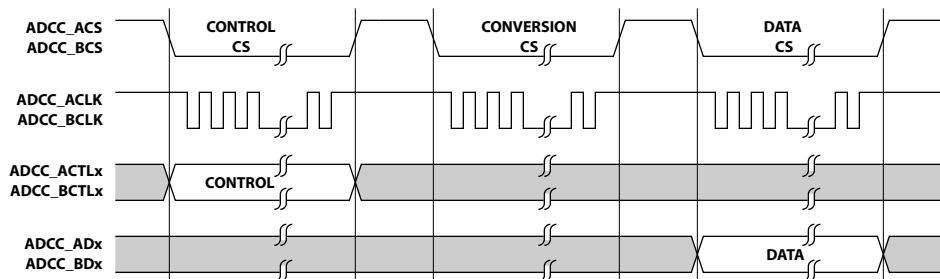 ADCC_ACS
ADCC_BCS
CONTROL
CS
CONVERSION
CS
DATA
CS
ADCC_ACLK
ADCC_BCLK
ADCC_ACTLx
ADCC_BCTLx
CONTROL
ADCC_ADx
ADCC_BDx
DATA